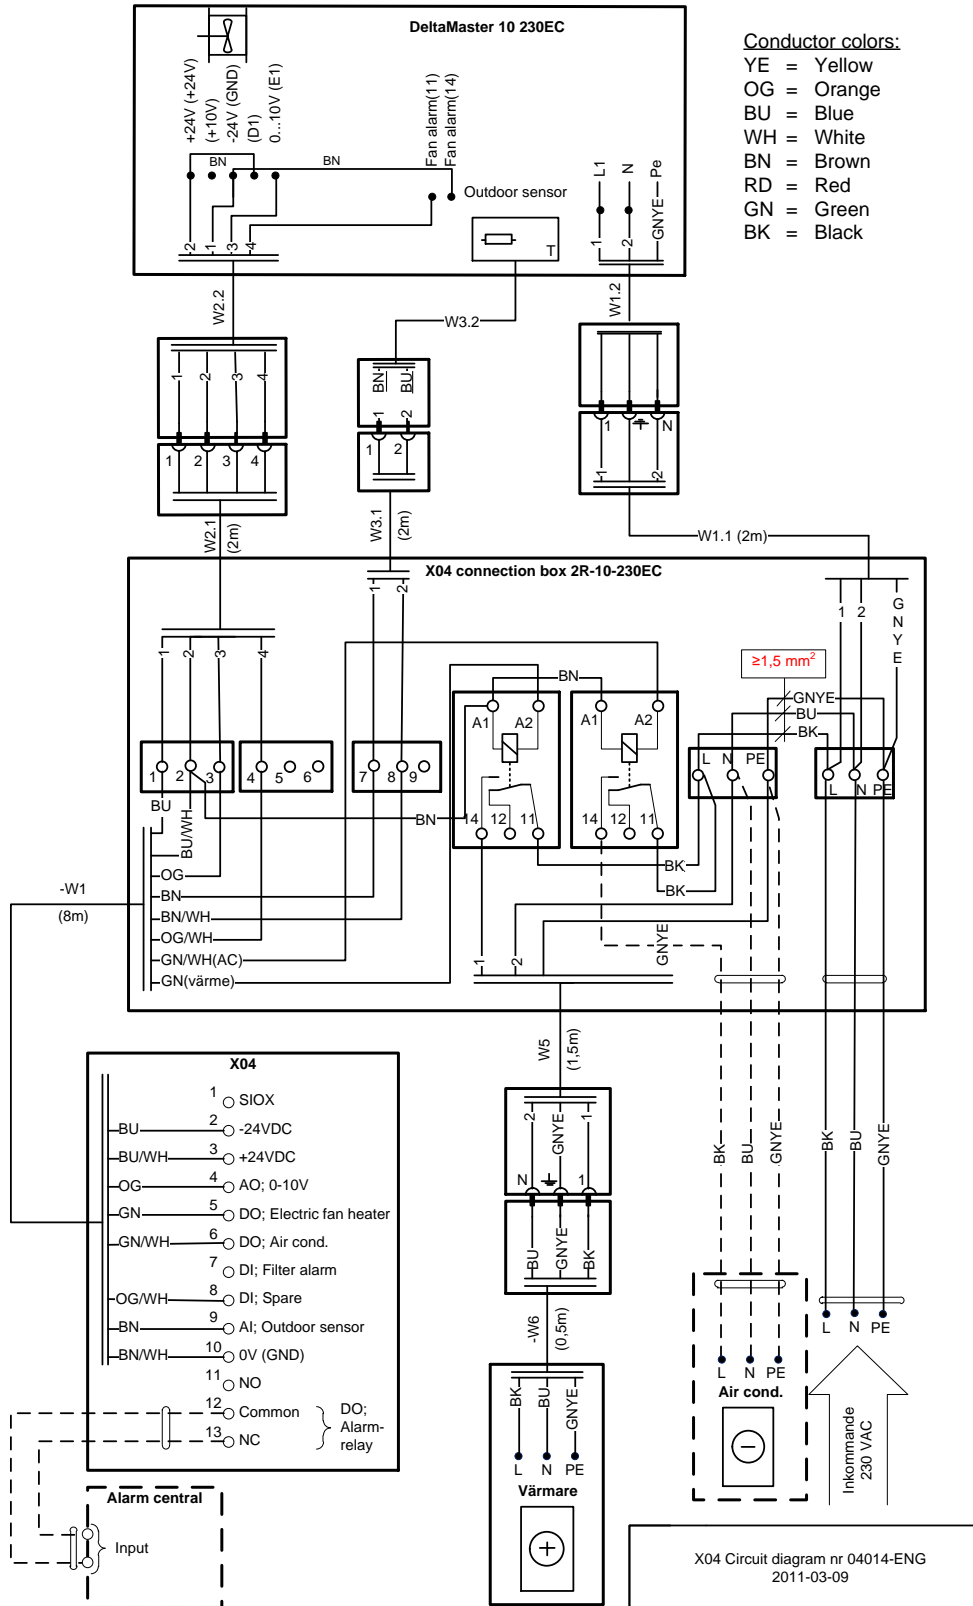 DeltaMaster 10 230EC
Conductor colors:
YE = Yellow
OG = Orange
BU = Blue
WH = White
BN = Brown
RD = Red
GN = Green
BK = Black
+24V (+24V)
(+10V)
-24V (GND)
(D1)
0...10V (E1)
Fan alarm(11)
Fan alarm(14)
BN
BN
Outdoor sensor
T
L1
N
Pe
GNYE
2
1
3
4
1
2
W2.2
W3.2
W1.2
1
2
3
4
BN
BU
1
2
1
N
1
2
3
4
1
2
1
2
W2.1
(2m)
W3.1
(2m)
W1.1 (2m)
X04 connection box 2R-10-230EC
1
2
3
4
1
2
1
2
GNYE
≥1,5 mm²
BN
GNYE
BU
BK
A1
A2
A1
A2
L
N
PE
L
N
PE
1
2
3
4
5
6
7
8
9
14
12
11
14
12
11
BU
BU/WH
BN
OG
BN
BN/WH
OG/WH
GN/WH(AC)
GN(värme)
BK
BK
-W1
(8m)
1
2
GNYE
W5
(1,5m)
X04
1 SIOX
BU 2 -24VDC
BU/WH 3 +24VDC
OG 4 AO; 0-10V
GN 5 DO; Electric fan heater
GN/WH 6 DO; Air cond.
7 DI; Filter alarm
OG/WH 8 DI; Spare
BN 9 AI; Outdoor sensor
BN/WH 10 0V (GND)
11 NO
12 Common
13 NC
DO;
Alarm-
relay
Alarm central
Input
2
GNYE
1
N
1
BU
GNYE
BK
-W6
(0,5m)
BK
BU
GNYE
L N PE
Värmare
BK
BU
GNYE
BK
BU
GNYE
L N PE
Air cond.
L N PE
Inkommande
230 VAC
X04 Circuit diagram nr 04014-ENG
2011-03-09